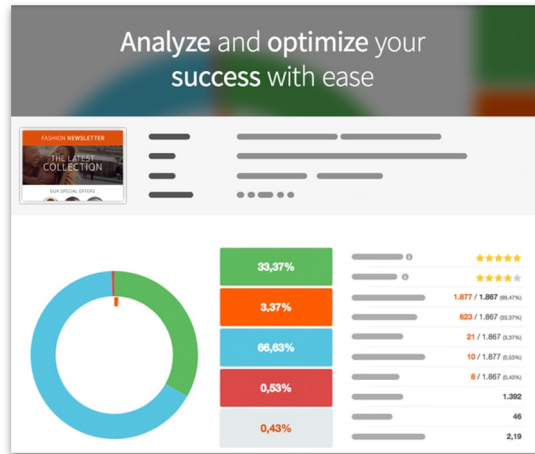 Analyze and optimize your
success with ease
FASHION NEWSLETTER
THE LATEST
COLLECTION
OUR SPECIAL OFFERS
33,37%
3,37%
66,63%
0,53%
0,43%
1.877 / 1.867 (99,47%)
623 / 1.867 (33,37%)
21 / 1.867 (3,37%)
10 / 1.877 (0,53%)
8 / 1.867 (0,43%)
1.392
46
2,19